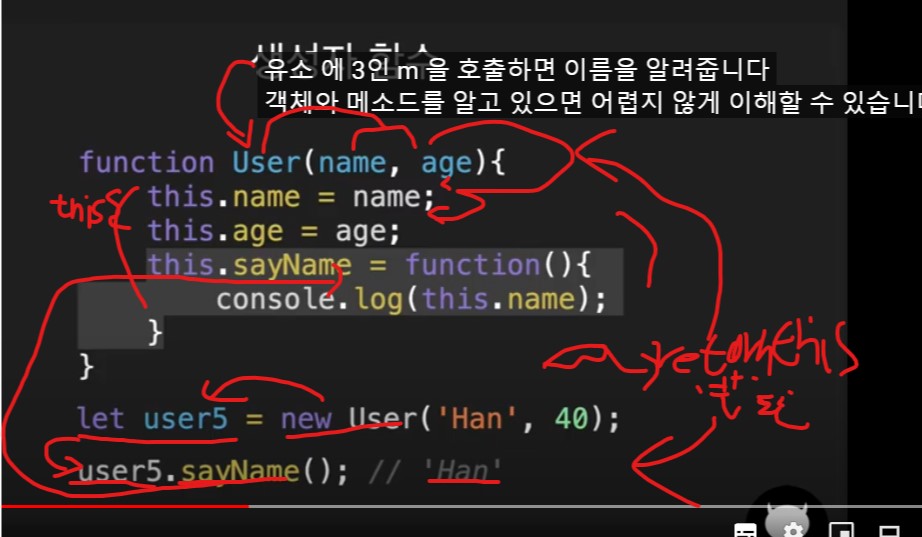 생성자 함수
유소 에 3인 m 을 호출하면 이름을 알려줍니다
객체와 메소드를 알고 있으면 어렵지 않게 이해할 수 있습니다
function User(name, age){
this.name = name;
this.age = age;
this.sayName = function(){
console.log(this.name);
}
}
let user5 = new User('Han', 40);
user5.sayName(); // 'Han'
this
return this